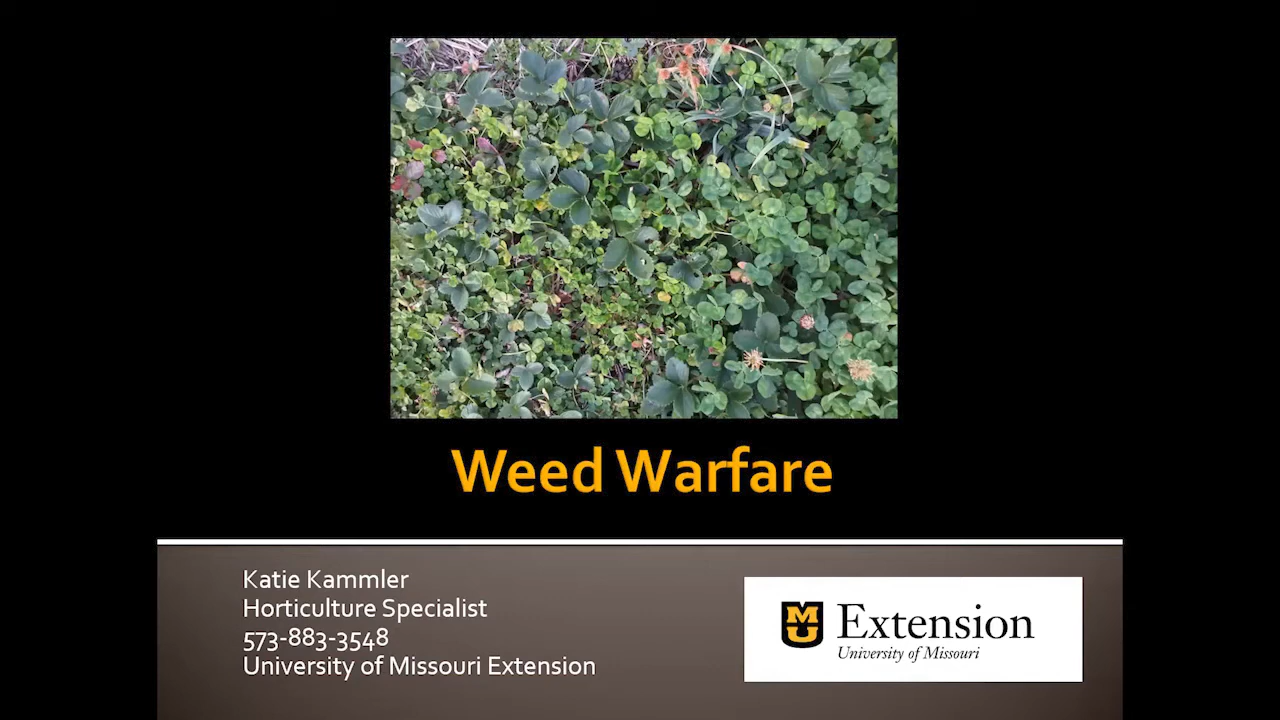 Weed Warfare
Katie Kammler
Horticulture Specialist
573-883-3548
University of Missouri Extension
MU Extension
University of Missouri